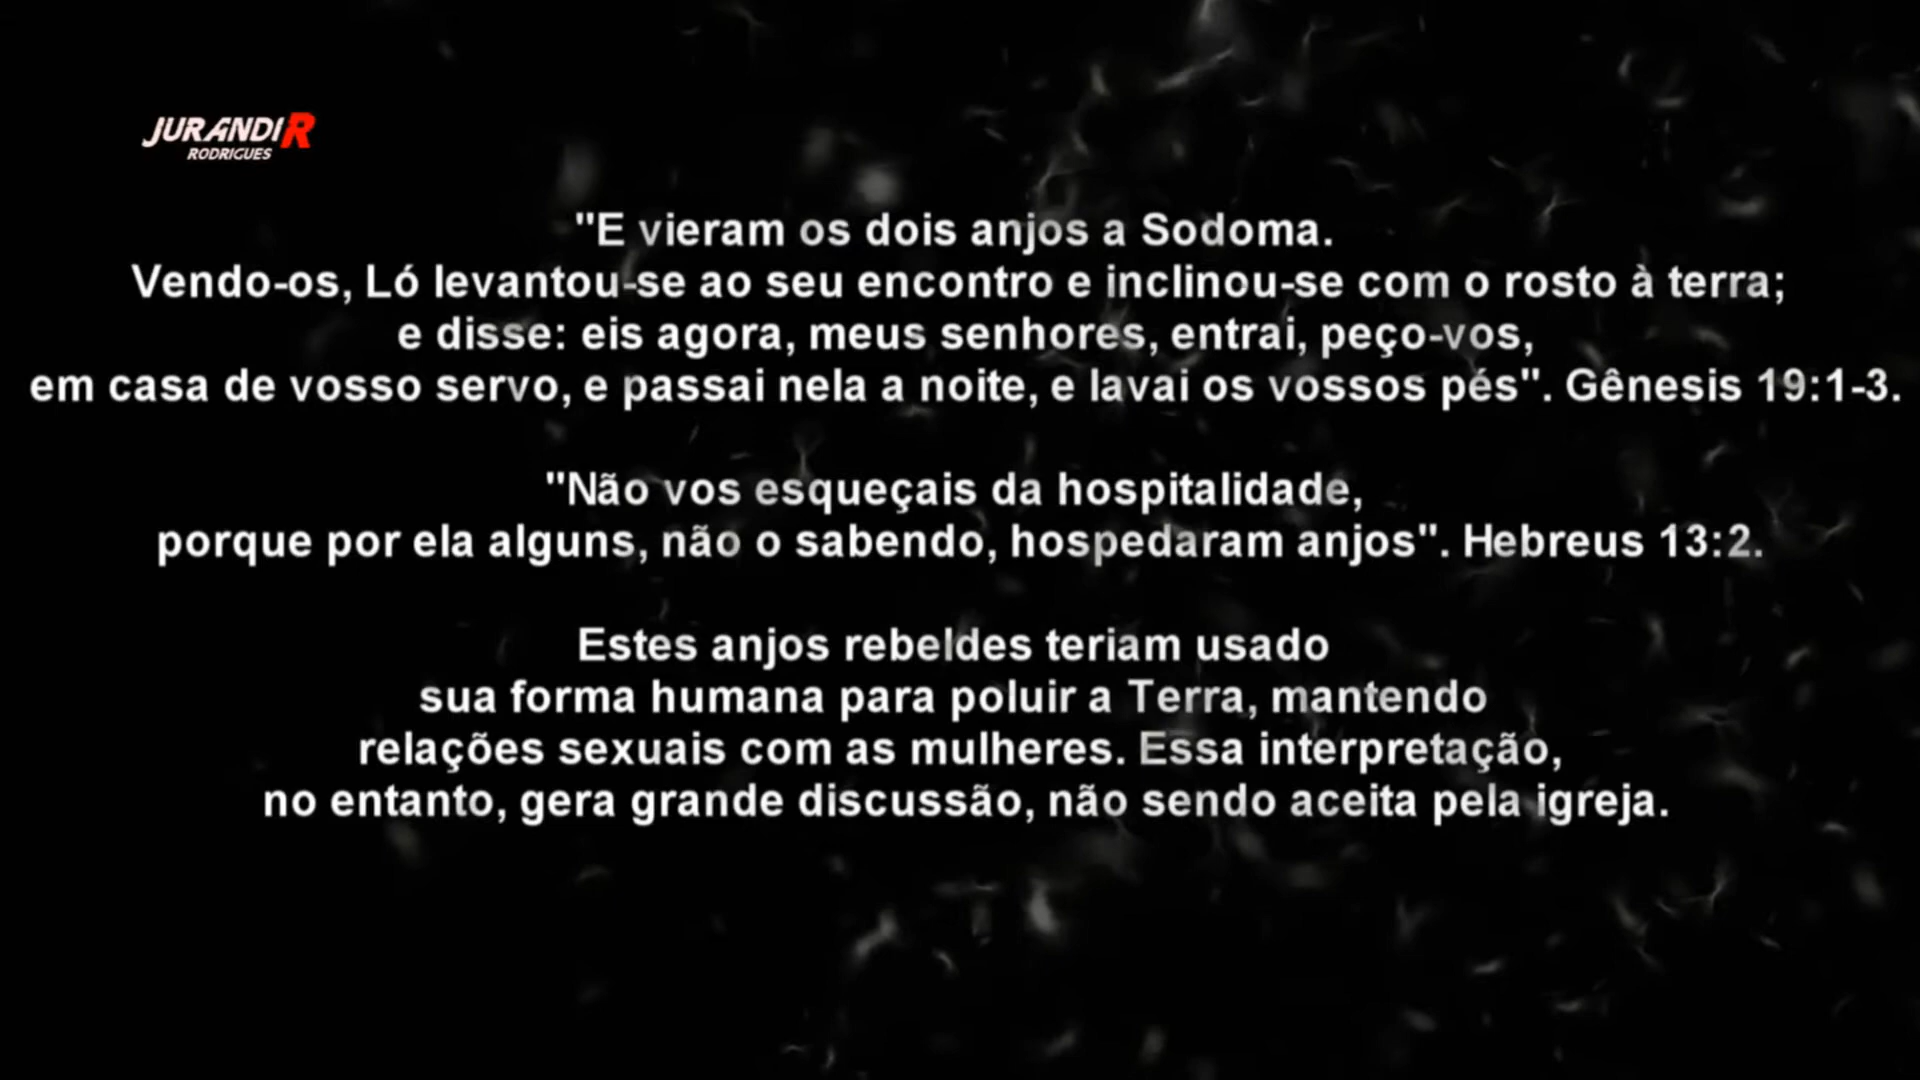 JURANDIR
RODRIGUES
"E vieram os dois anjos a Sodoma.
Vendo-os, Ló levantou-se ao seu encontro e inclinou-se com o rosto à terra;
e disse: eis agora, meus senhores, entrai, peço-vos,
em casa de vosso servo, e passai nela a noite, e lavai os vossos pés". Gênesis 19:1-3.
"Não vos esqueçais da hospitalidade,
porque por ela alguns, não o sabendo, hospedaram anjos". Hebreus 13:2.
Estes anjos rebeldes teriam usado
sua forma humana para poluir a Terra, mantendo
relações sexuais com as mulheres. Essa interpretação,
no entanto, gera grande discussão, não sendo aceita pela igreja.